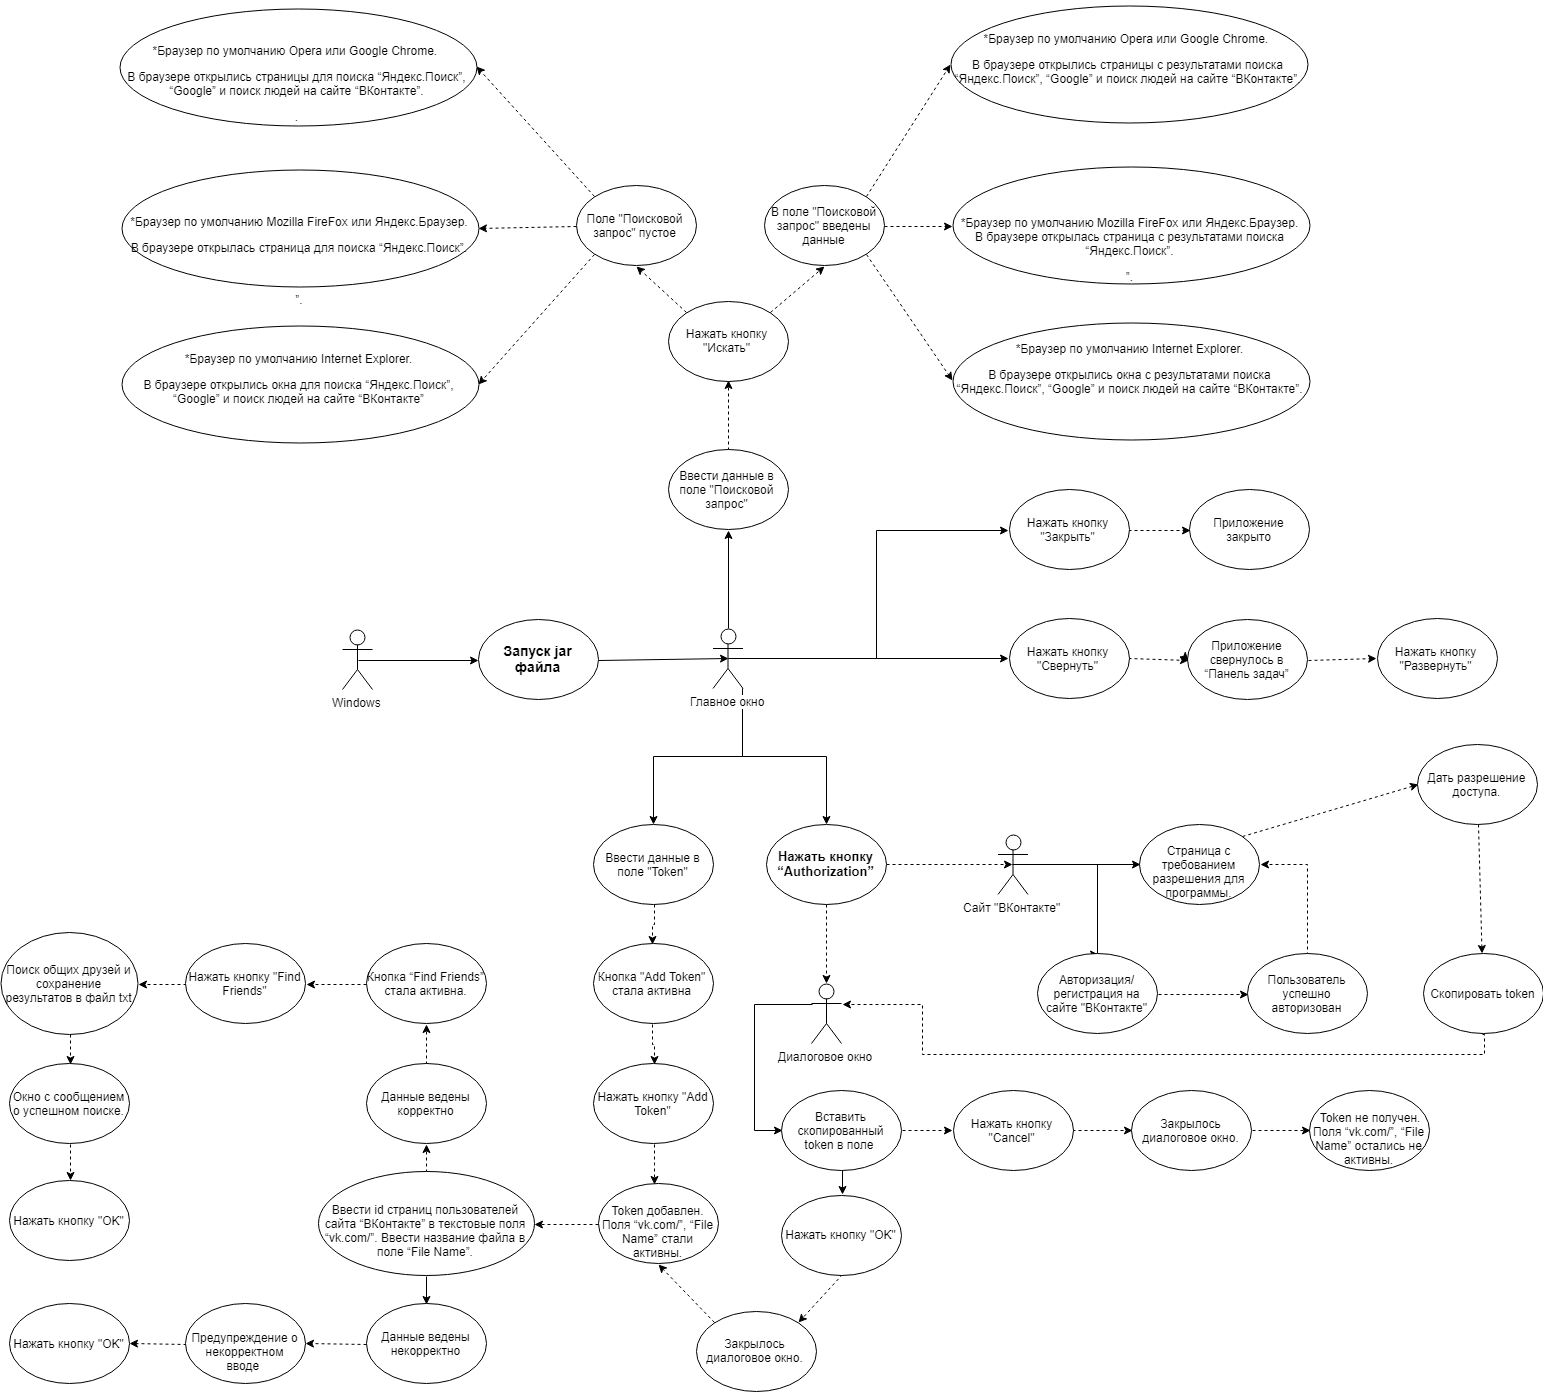 *Браузер по умолчанию Opera или Google Chrome.
В браузере открылись страницы для поиска “Яндекс.Поиск”,
“Google” и поиск людей на сайте “ВКонтакте”.
.
*Браузер по умолчанию Opera или Google Chrome.
В браузере открылись страницы с результатами поиска
“Яндекс.Поиск”, “Google” и поиск людей на сайте “ВКонтакте”
*Браузер по умолчанию Mozilla FireFox или Яндекс.Браузер.
В браузере открылась страница для поиска “Яндекс.Поиск”.
”.
Поле "Поисковой
запрос" пустое
В поле "Поисковой
запрос" введены
данные
*Браузер по умолчанию Mozilla FireFox или Яндекс.Браузер.
В браузере открылась страница с результатами поиска
“Яндекс.Поиск”.
”.
Нажать кнопку
"Искать"
*Браузер по умолчанию Internet Explorer.
В браузере открылись окна для поиска “Яндекс.Поиск”,
“Google” и поиск людей на сайте “ВКонтакте”
*Браузер по умолчанию Internet Explorer.
В браузере открылись окна с результатами поиска
“Яндекс.Поиск”, “Google” и поиск людей на сайте “ВКонтакте”.
Ввести данные в
поле "Поисковой
запрос"
Нажать кнопку
"Закрыть"
Приложение
закрыто
Windows
Запуск jar
файла
Главное окно
Нажать кнопку
"Свернуть"
Приложение
свернулось в
“Панель задач”
Нажать кнопку
"Развернуть"
Ввести данные в
поле "Token"
Нажать кнопку
“Authorization”
Сайт "ВКонтакте"
Страница с
требованием
разрешения для
программы.
Дать разрешение
доступа.
Поиск общих друзей и
сохранение
результатов в файл txt
Нажать кнопку "Find
Friends"
Кнопка “Find Friends”
стала активна.
Кнопка "Add Token"
стала активна
Диалоговое окно
Авторизация/
регистрация на
сайте "ВКонтакте"
Пользователь
успешно
авторизован
Скопировать token
Окно с сообщением
о успешном поиске.
Данные ведены
корректно
Нажать кнопку "Add
Token"
Вставить
скопированный
token в поле
Нажать кнопку
"Cancel"
Закрылось
диалоговое окно.
Token не получен.
Поля “vk.com/”, “File
Name” остались не
активны.
Нажать кнопку "OK"
Ввести id страниц пользователей
сайта “ВКонтакте” в текстовые поля
“vk.com/”. Ввести название файла в
поле “File Name”.
Token добавлен.
Поля “vk.com/”, “File
Name” стали
активны.
Нажать кнопку "OK"
Нажать кнопку "OK"
Предупреждение о
некорректном
вводе
Данные ведены
некорректно
Закрылось
диалоговое окно.